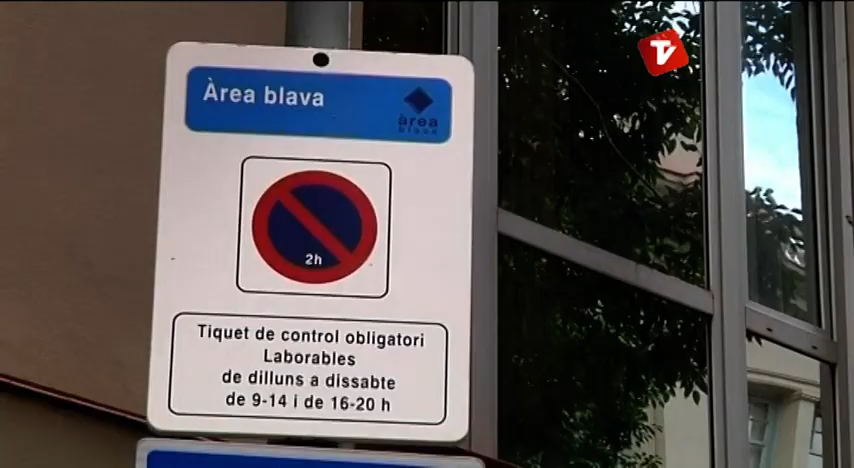 TV
Àrea blava
àrea
blava
2h
Tiquet de control obligatori
Laborables
de dilluns a dissabte
de 9-14 i de 16-20 h